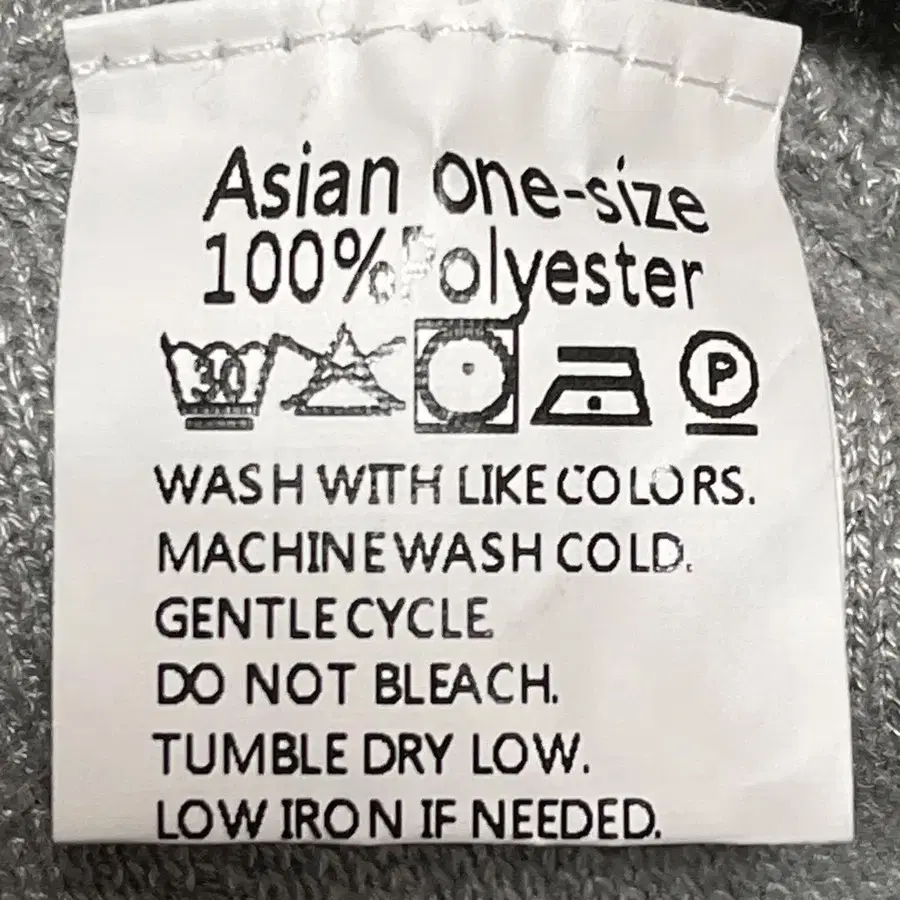 Asian One-size
100%Polyester
30 P
WASH WITH LIKE COLORS.
MACHINE WASH COLD.
GENTLE CYCLE
DO NOT BLEACH.
TUMBLE DRY LOW.
LOW IRON IF NEEDED.